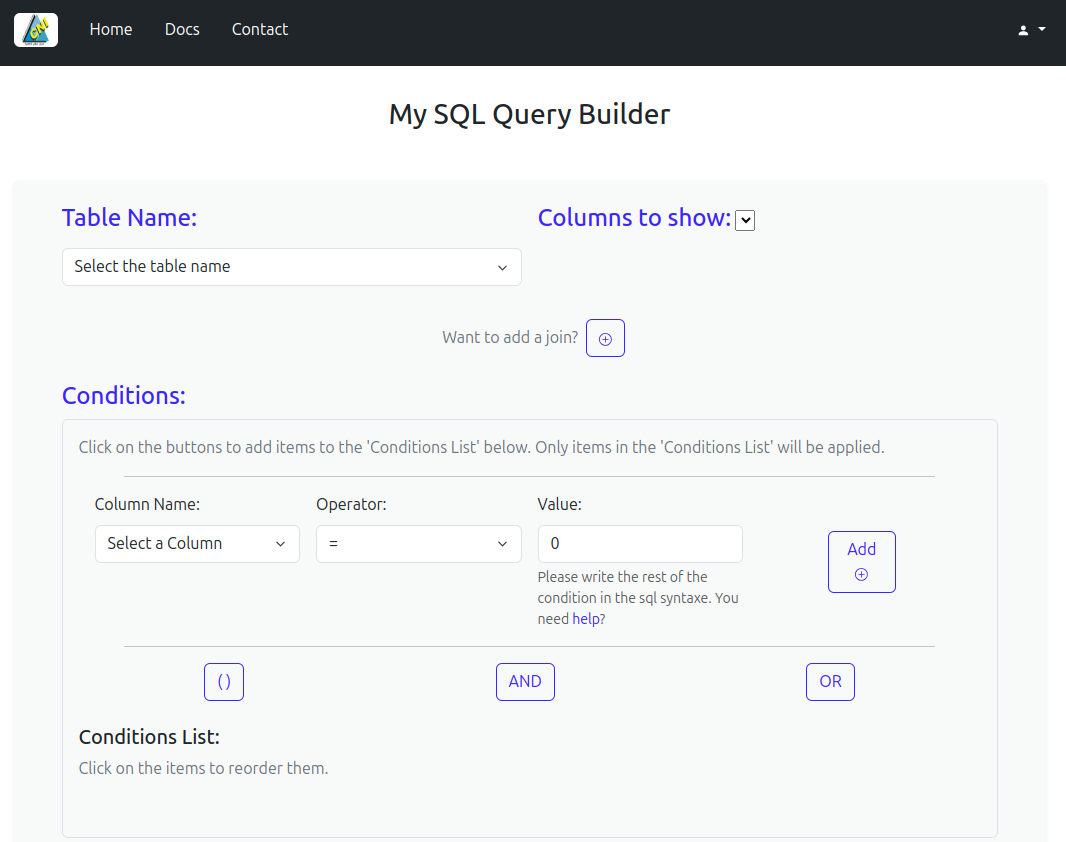 Home Docs Contact
My SQL Query Builder
Table Name:
Columns to show:
Select the table name
Want to add a join?
Conditions:
Click on the buttons to add items to the 'Conditions List' below. Only items in the 'Conditions List' will be applied.
Column Name: Operator: Value:
Select a Column = 0
Add
Please write the rest of the
condition in the sql syntaxe. You
need help?
( ) AND OR
Conditions List:
Click on the items to reorder them.